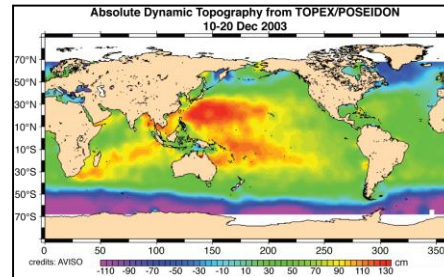 Absolute Dynamic Topography from TOPEX/POSEIDON
10-20 Dec 2003
70°N
50°N
30°N
10°N
10°S
30°S
50°S
70°S
0 50 100 150 200 250 300 350
credits: AVISO
-110 -90 -70 -50 -30 -10 10 30 50 70 90 110 130 cm